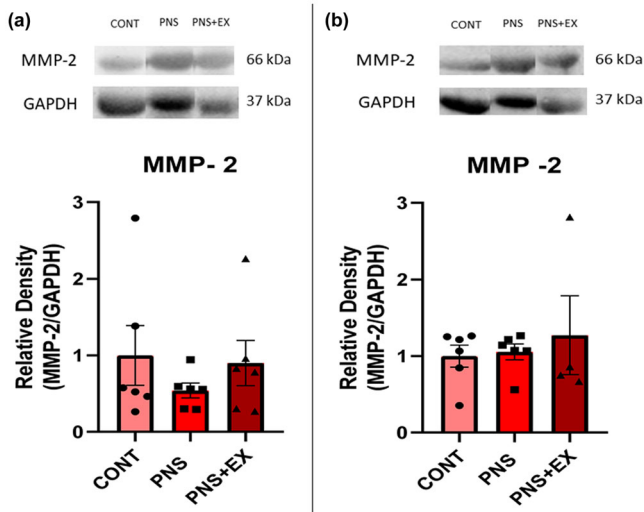 (a)
CONT PNS PNS+EX
MMP-2 66 kDa
GAPDH 37 kDa
MMP- 2
Relative Density
(MMP-2/GAPDH)
3
2
1
0
CONT
PNS
PNS+EX
(b)
CONT PNS PNS+EX
MMP-2 66 kDa
GAPDH 37 kDa
MMP -2
Relative Density
(MMP-2/GAPDH)
3
2
1
0
CONT
PNS
PNS+EX